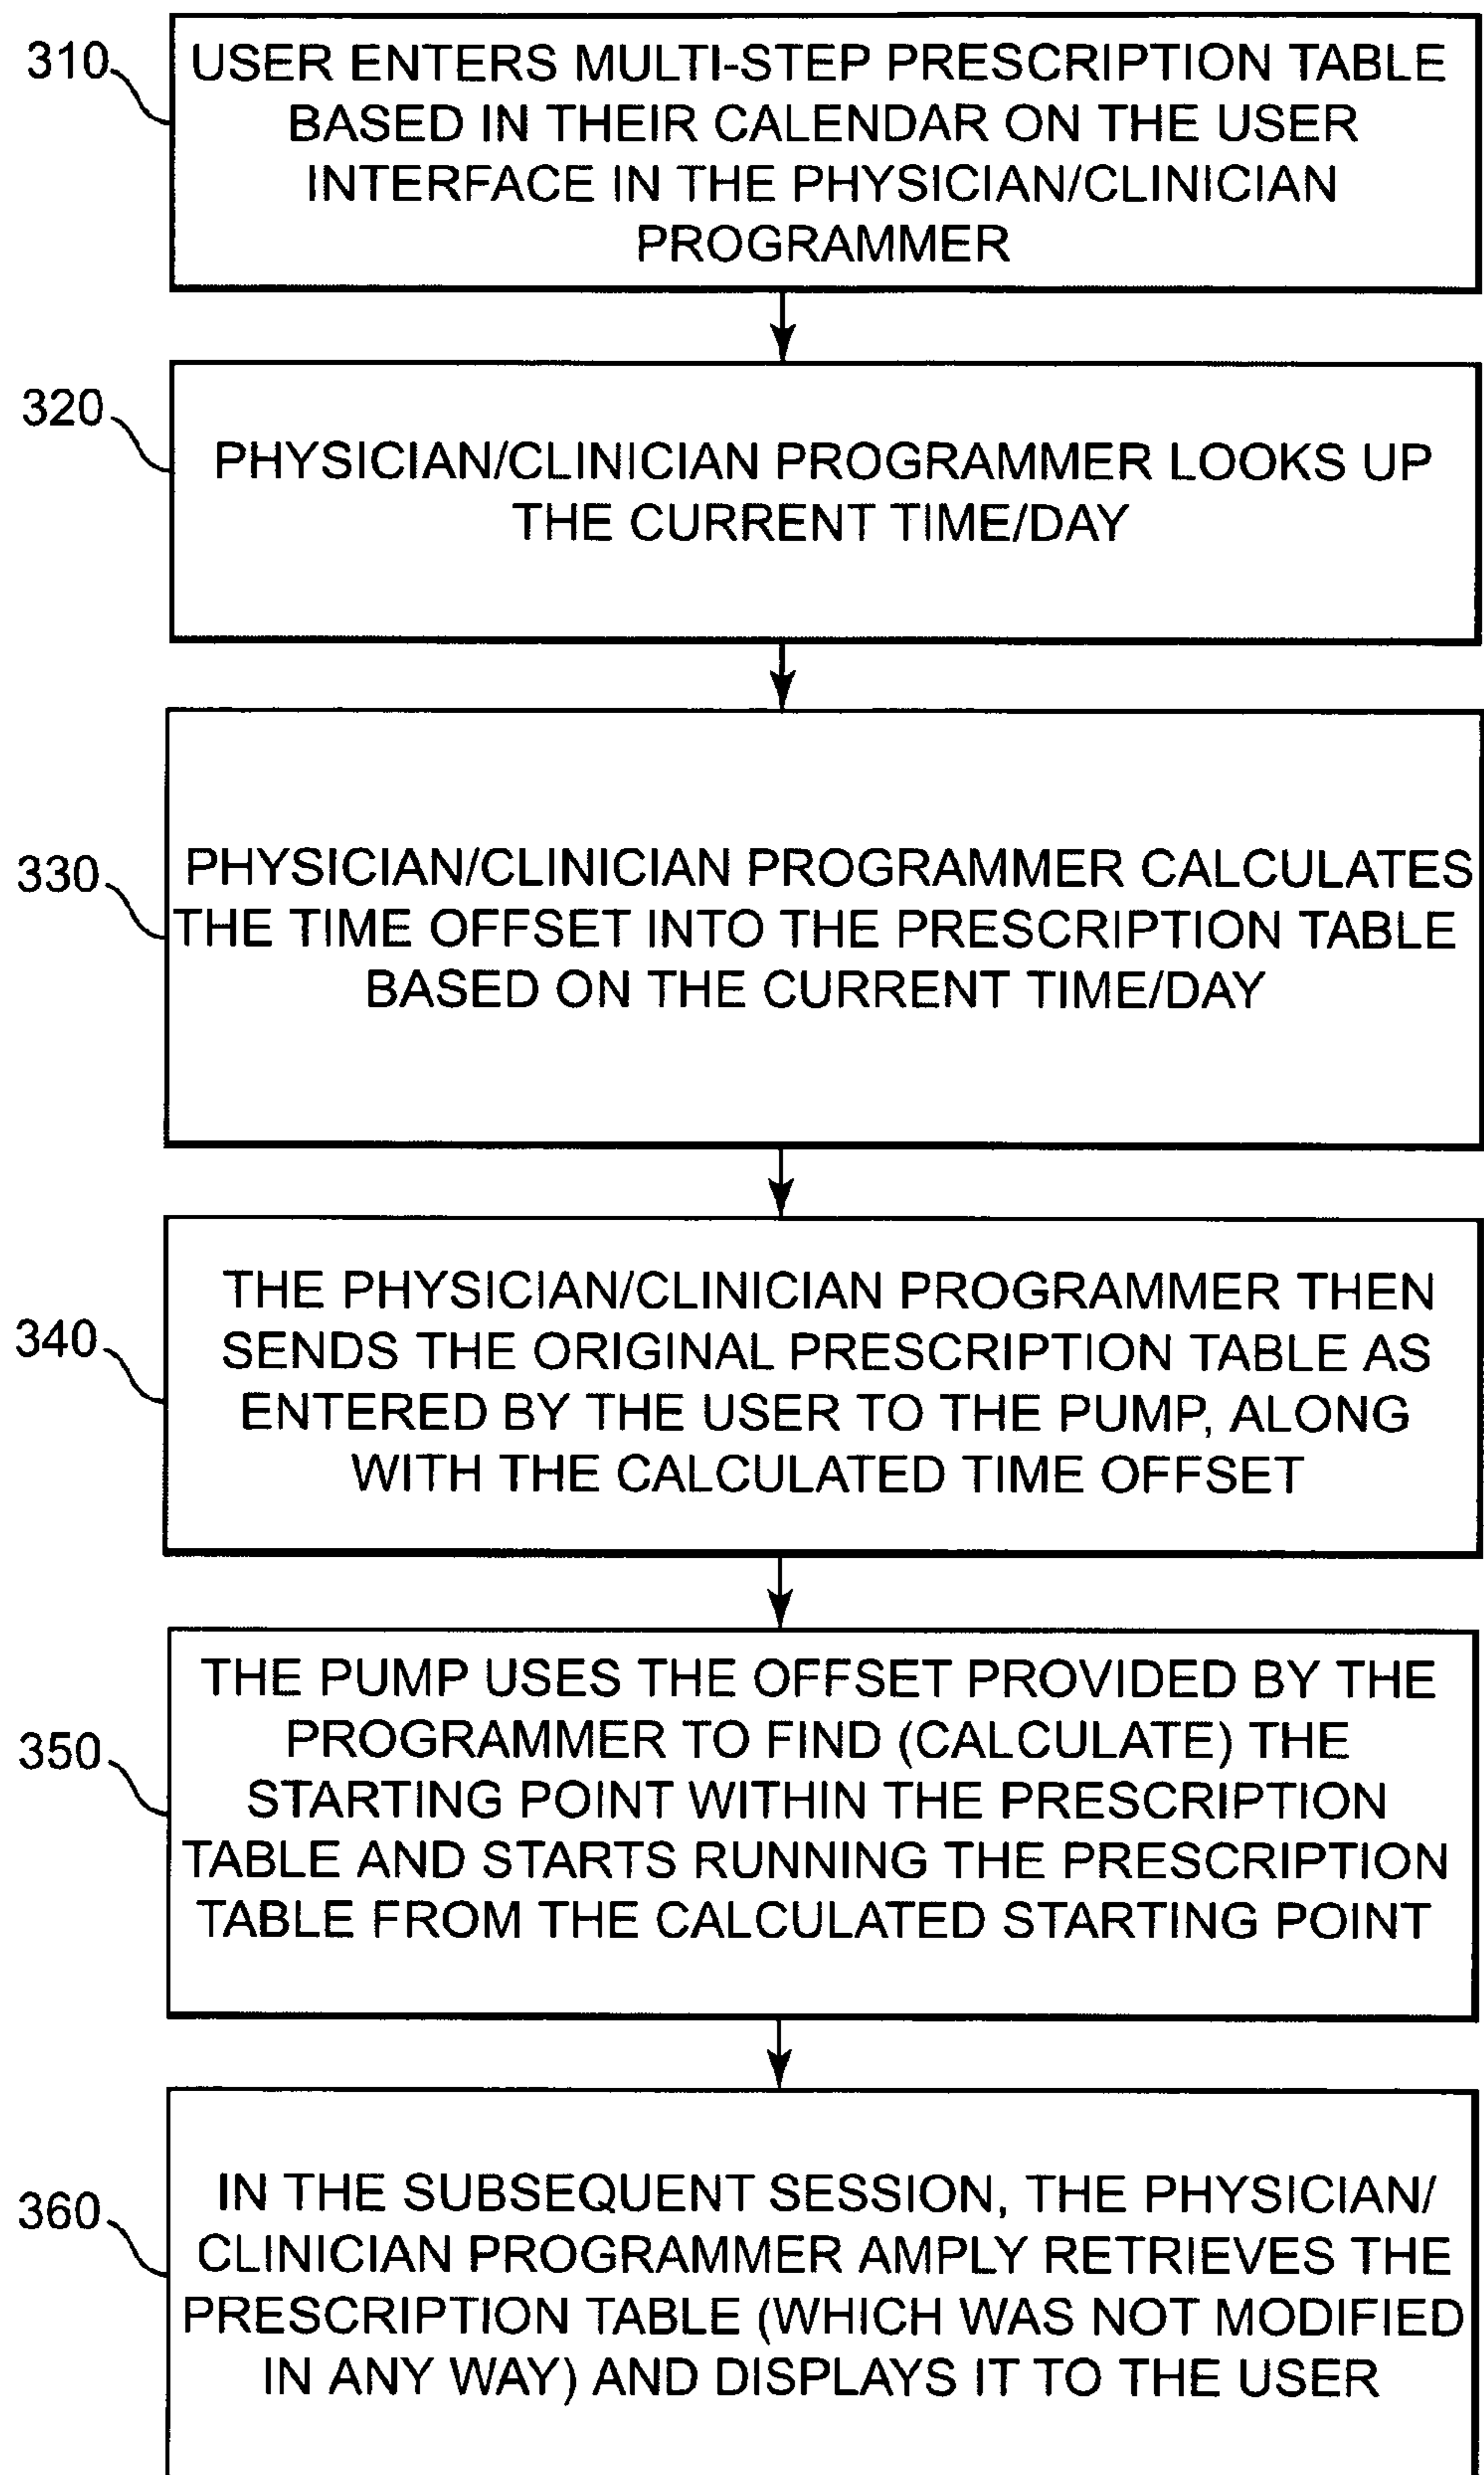 310
USER ENTERS MULTI-STEP PRESCRIPTION TABLE
BASED IN THEIR CALENDAR ON THE USER
INTERFACE IN THE PHYSICIAN/CLINICIAN
PROGRAMMER
320
PHYSICIAN/CLINICIAN PROGRAMMER LOOKS UP
THE CURRENT TIME/DAY
330
PHYSICIAN/CLINICIAN PROGRAMMER CALCULATES
THE TIME OFFSET INTO THE PRESCRIPTION TABLE
BASED ON THE CURRENT TIME/DAY
340
THE PHYSICIAN/CLINICIAN PROGRAMMER THEN
SENDS THE ORIGINAL PRESCRIPTION TABLE AS
ENTERED BY THE USER TO THE PUMP, ALONG
WITH THE CALCULATED TIME OFFSET
350
THE PUMP USES THE OFFSET PROVIDED BY THE
PROGRAMMER TO FIND (CALCULATE) THE
STARTING POINT WITHIN THE PRESCRIPTION
TABLE AND STARTS RUNNING THE PRESCRIPTION
TABLE FROM THE CALCULATED STARTING POINT
360
IN THE SUBSEQUENT SESSION, THE PHYSICIAN/
CLINICIAN PROGRAMMER AMPLY RETRIEVES THE
PRESCRIPTION TABLE (WHICH WAS NOT MODIFIED
IN ANY WAY) AND DISPLAYS IT TO THE USER